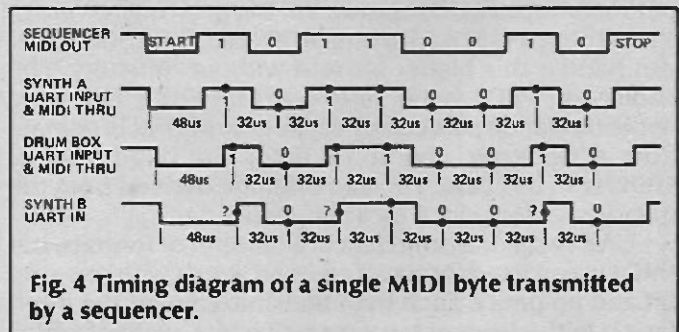 SEQUENCER
MIDI OUT
START 1 0 1 1 0 0 1 0 STOP
SYNTH A
UART INPUT
& MIDI THRU
1 0 1 1 0 0 1 0
48us 32us 32us 32us 32us 32us 32us 32us
DRUM BOX
UART INPUT
& MIDI THRU
1 0 1 1 0 0 1 0
48us 32us 32us 32us 32us 32us 32us 32us
SYNTH B
UART IN
? 0 ? 1 0 0 ? 0
48us 32us 32us 32us 32us 32us 32us 32us
Fig. 4 Timing diagram of a single MIDI byte transmitted
by a sequencer.